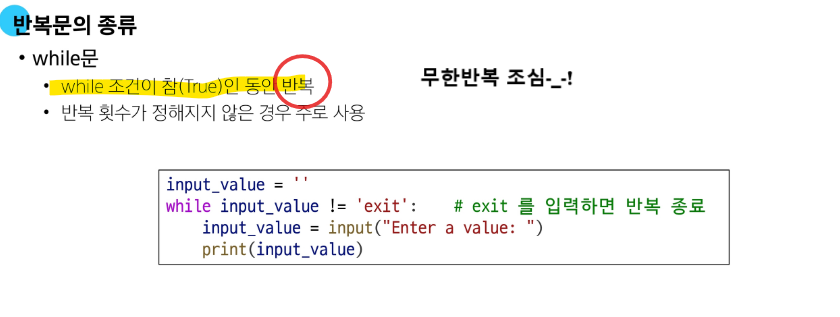 반복문의 종류
• while문
• while 조건이 참(True)인 동안 반복
무한반복 조심-_-!
• 반복 횟수가 정해지지 않은 경우 주로 사용
input_value = ''
while input_value != 'exit':    # exit 를 입력하면 반복 종료
    input_value = input("Enter a value: ")
    print(input_value)